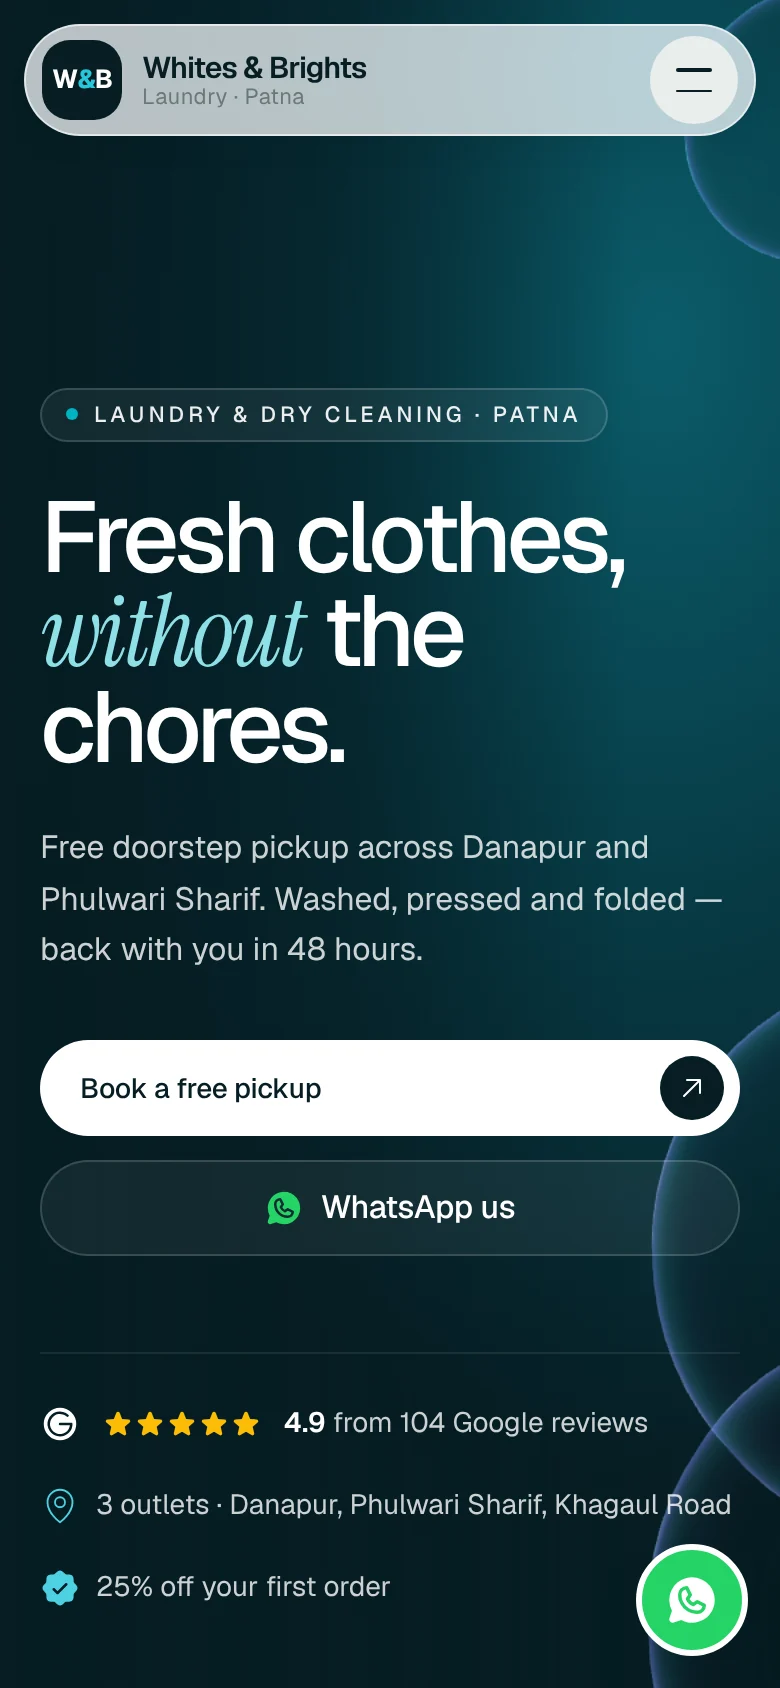 W&B
Whites & Brights
Laundry · Patna
LAUNDRY & DRY CLEANING · PATNA
Fresh clothes,
without the
chores.
Free doorstep pickup across Danapur and
Phulwari Sharif. Washed, pressed and folded —
back with you in 48 hours.
Book a free pickup
WhatsApp us
G
4.9 from 104 Google reviews
3 outlets · Danapur, Phulwari Sharif, Khagaul Road
25% off your first order